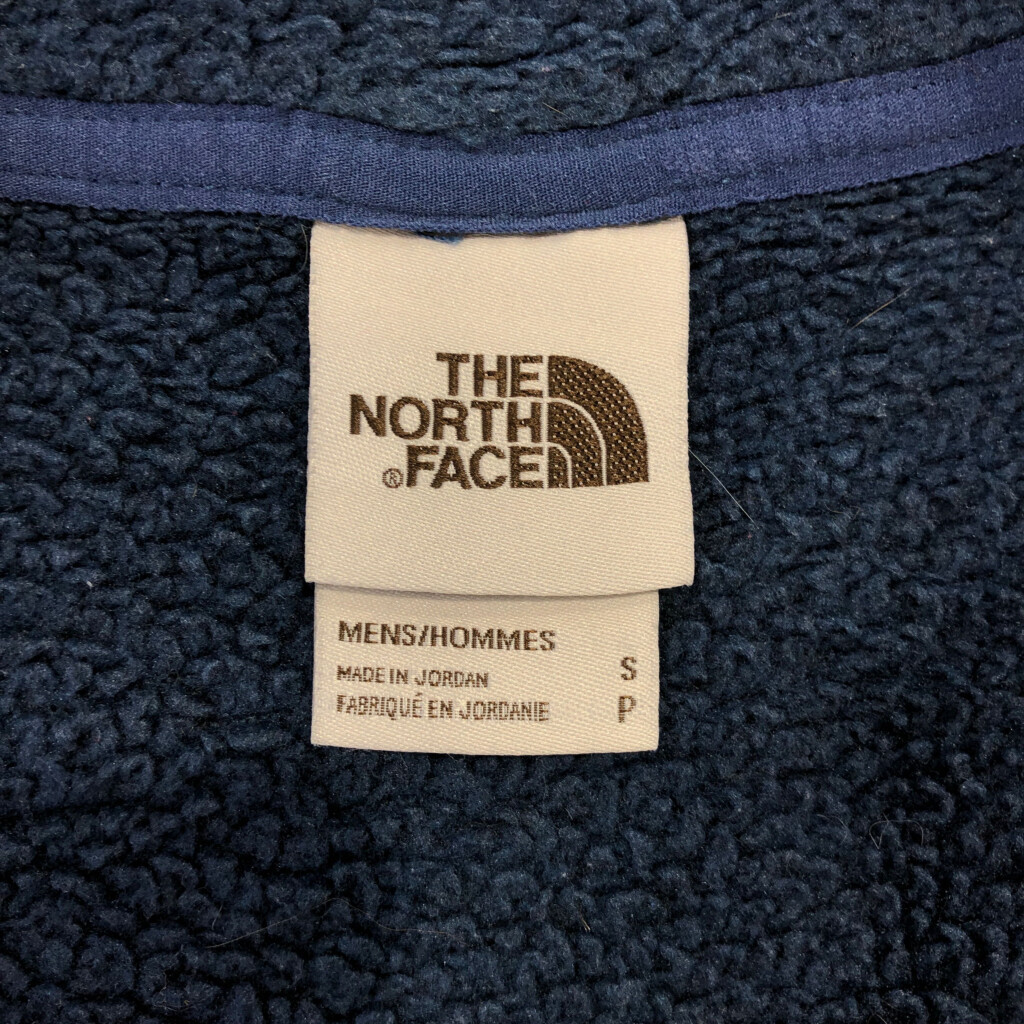 THE
NORTH
®FACE
MENS/HOMMES
MADE IN JORDAN S
FABRIQUÉ EN JORDANIE P